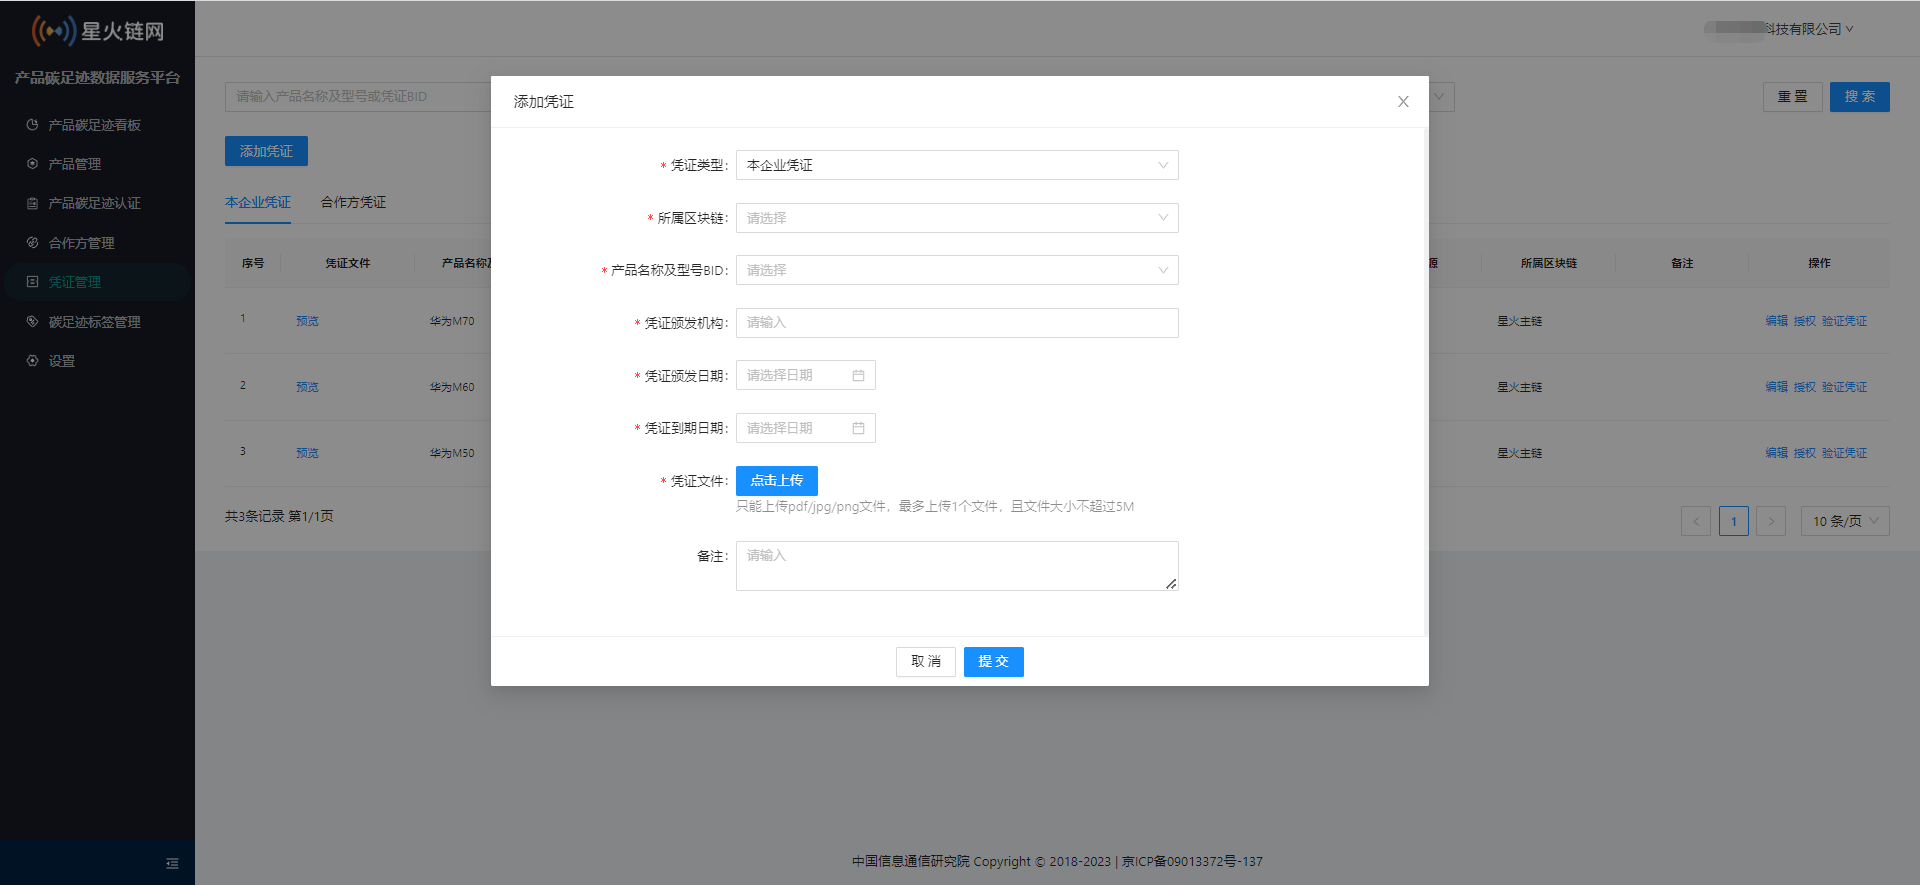 星火链网
产品碳足迹数据服务平台
产品碳足迹看板
产品管理
产品碳足迹认证
合作方管理
凭证管理
碳足迹标签管理
设置
科技有限公司
请输入产品名称及型号或凭证BID
重 置
搜 索
添加凭证
本企业凭证
合作方凭证
序号 凭证文件 产品名称 源 所属区块链 备注 操作
1 预览 华为M70 星火主链 编辑 授权 验证凭证
2 预览 华为M60 星火主链 编辑 授权 验证凭证
3 预览 华为M50 星火主链 编辑 授权 验证凭证
共3条记录 第1/1页
1
10 条/页
添加凭证
* 凭证类型: 本企业凭证
* 所属区块链: 请选择
* 产品名称及型号BID: 请选择
* 凭证颁发机构: 请输入
* 凭证颁发日期: 请选择日期
* 凭证到期日期: 请选择日期
* 凭证文件: 点击上传
只能上传pdf/jpg/png文件，最多上传1个文件，且文件大小不超过5M
备注: 请输入
取 消
提 交
中国信息通信研究院 Copyright © 2018-2023 | 京ICP备09013372号-137